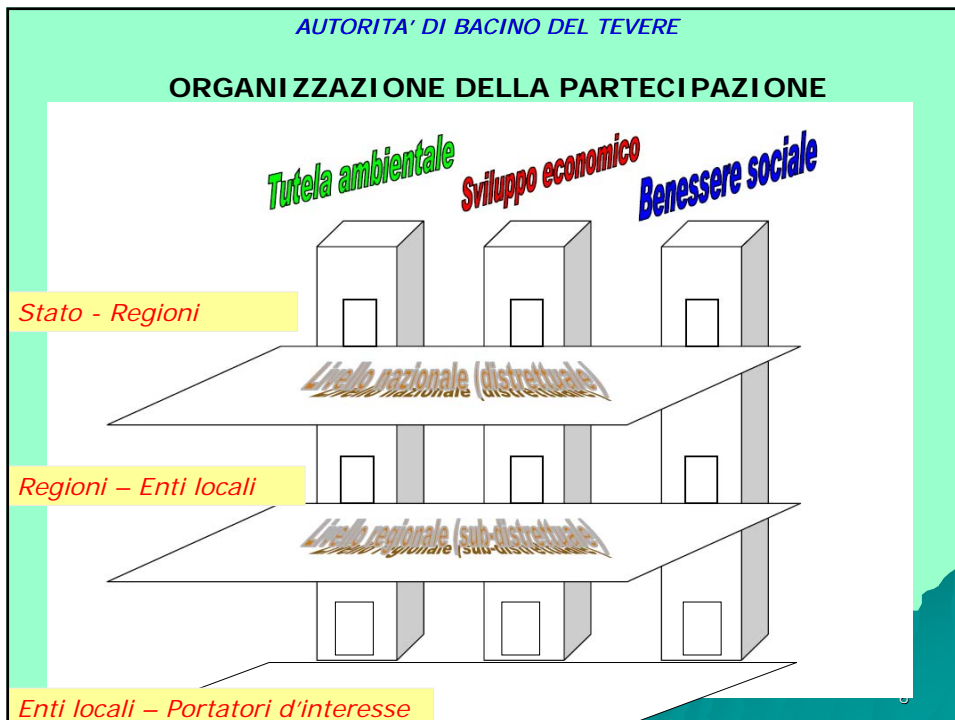 AUTORITA’ DI BACINO DEL TEVERE
ORGANIZZAZIONE DELLA PARTECIPAZIONE
Tutela ambientale
Sviluppo economico
Benessere sociale
Stato - Regioni
Livello nazionale (distrettuale)
Regioni – Enti locali
Livello regionale (sub-distrettuale)
Enti locali – Portatori d’interesse